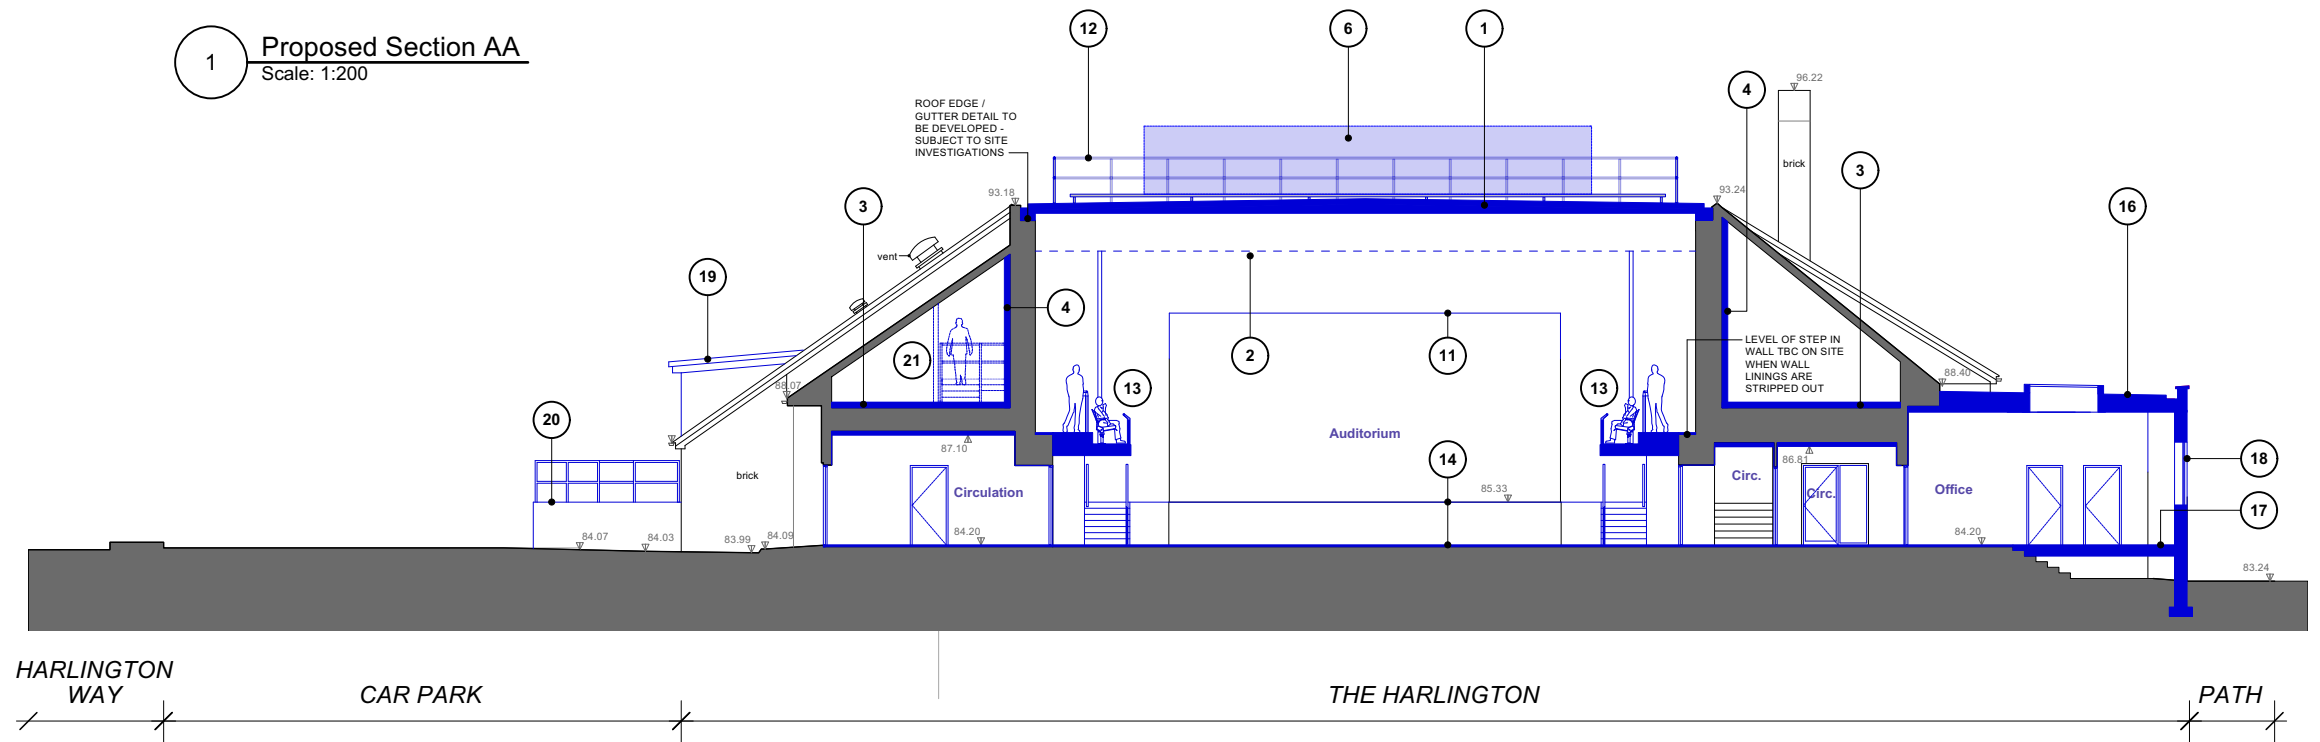 1
Proposed Section AA
Scale: 1:200
12
6
1
4
96.22
ROOF EDGE /
GUTTER DETAIL TO
BE DEVELOPED -
SUBJECT TO SITE
INVESTIGATIONS
brick
3
93.18
93.24
3
16
vent
19
4
LEVEL OF STEP IN
WALL TBC ON SITE
WHEN WALL
LININGS ARE
STRIPPED OUT
21
2
11
88.07
13
13
88.40
20
Auditorium
87.10
14
86.81
18
brick
Circulation
Circ.
Circ.
Office
85.33
17
84.07
84.03
83.99
84.09
84.20
84.20
83.24
HARLINGTON
WAY
CAR PARK
THE HARLINGTON
PATH